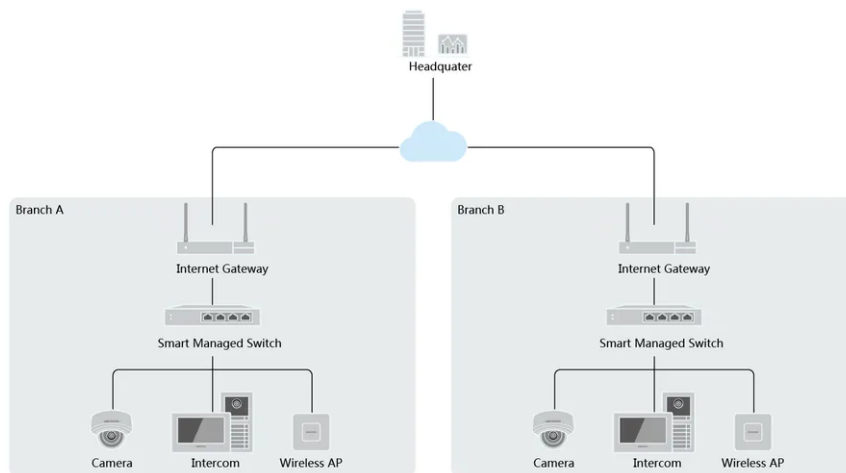 Headquater
Branch A
Branch B
Internet Gateway
Internet Gateway
Smart Managed Switch
Smart Managed Switch
Camera
Intercom
Wireless AP
Camera
Intercom
Wireless AP